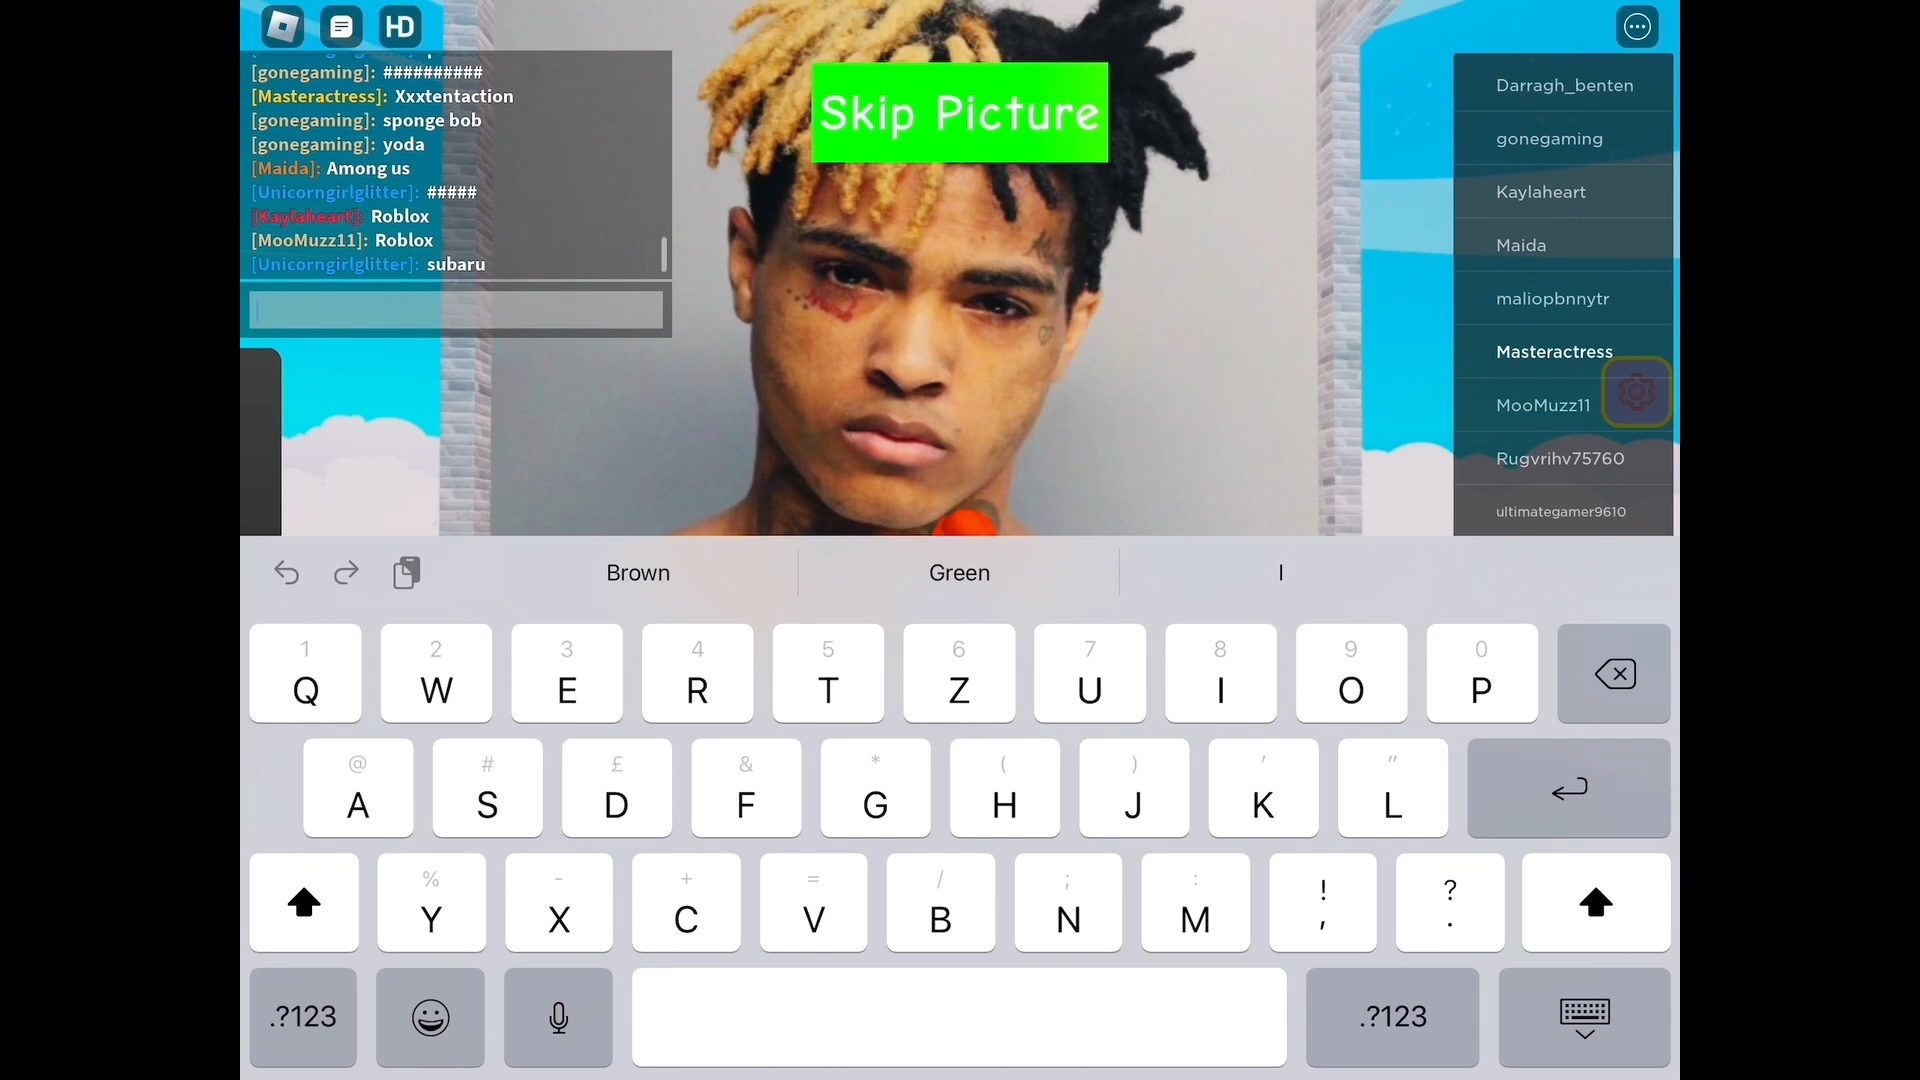 HD
[gonegaming]: ##########
[Masteractress]: Xxxtentaction
[gonegaming]: sponge bob
[gonegaming]: yoda
[Maida]: Among us
[Unicorngirlglitter]: #####
[Kaylaheart]: Roblox
[MooMuzz11]: Roblox
[Unicorngirlglitter]: subaru
Skip Picture
Darragh_benten
gonegaming
Kaylaheart
Maida
maliopbnnytr
Masteractress
MooMuzz11
Rugvrihv75760
ultimategamer9610
Brown Green I
1 2 3 4 5 6 7 8 9 0
Q W E R T Z U I O P
@ # £ & * ( ) ' "
A S D F G H J K L
% - + = / ; : ! ?
Y X C V B N M , .
.?123 .?123